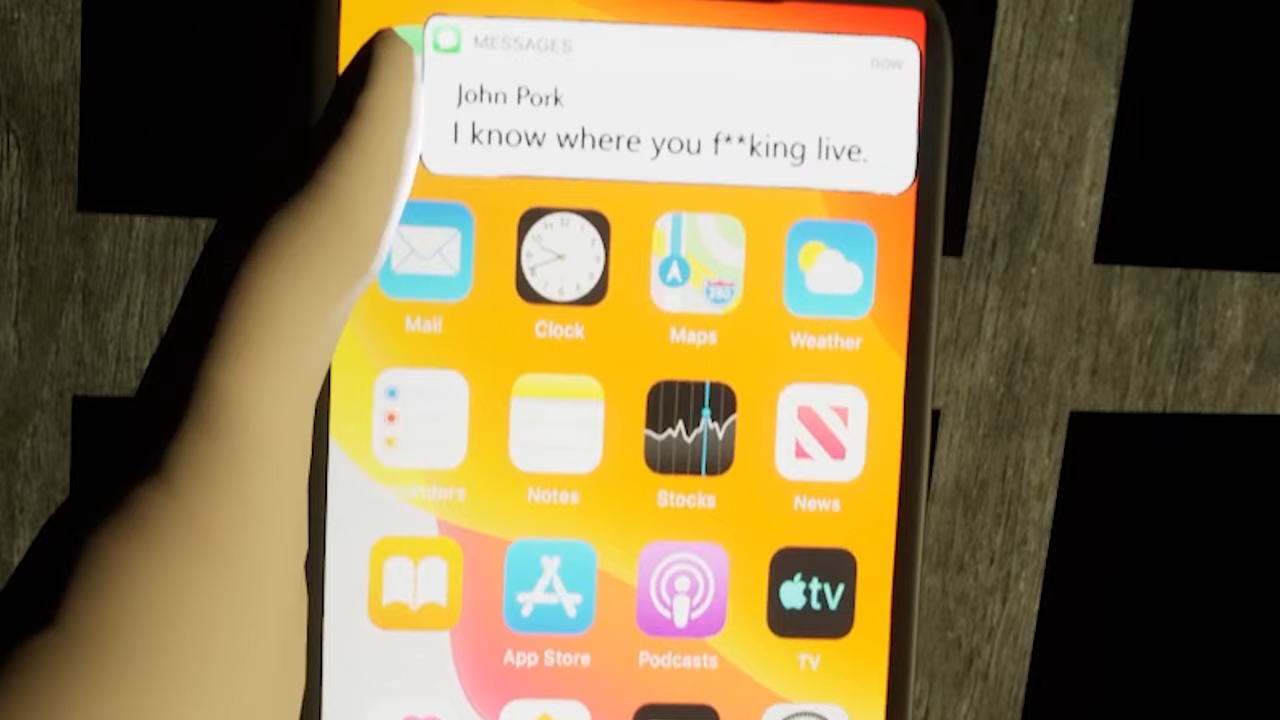 MESSAGES
now
John Pork
I know where you f**king live.
Mail
Clock
Maps
Weather
Notes
Stocks
News
App Store
Podcasts
TV
tv